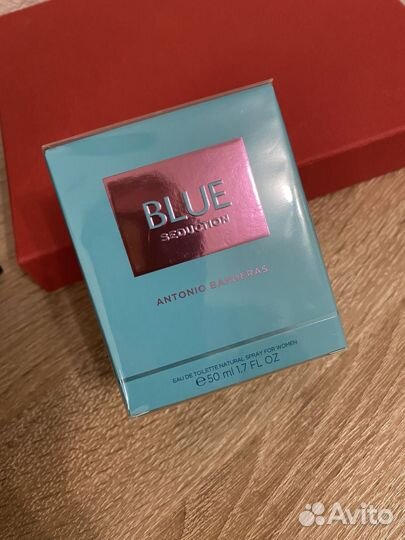 BLUE
SEDUCTION
ANTONIO BANDERAS
EAU DE TOILETTE NATURAL SPRAY FOR WOMEN
℮50 ml 1.7 FL OZ
Avito